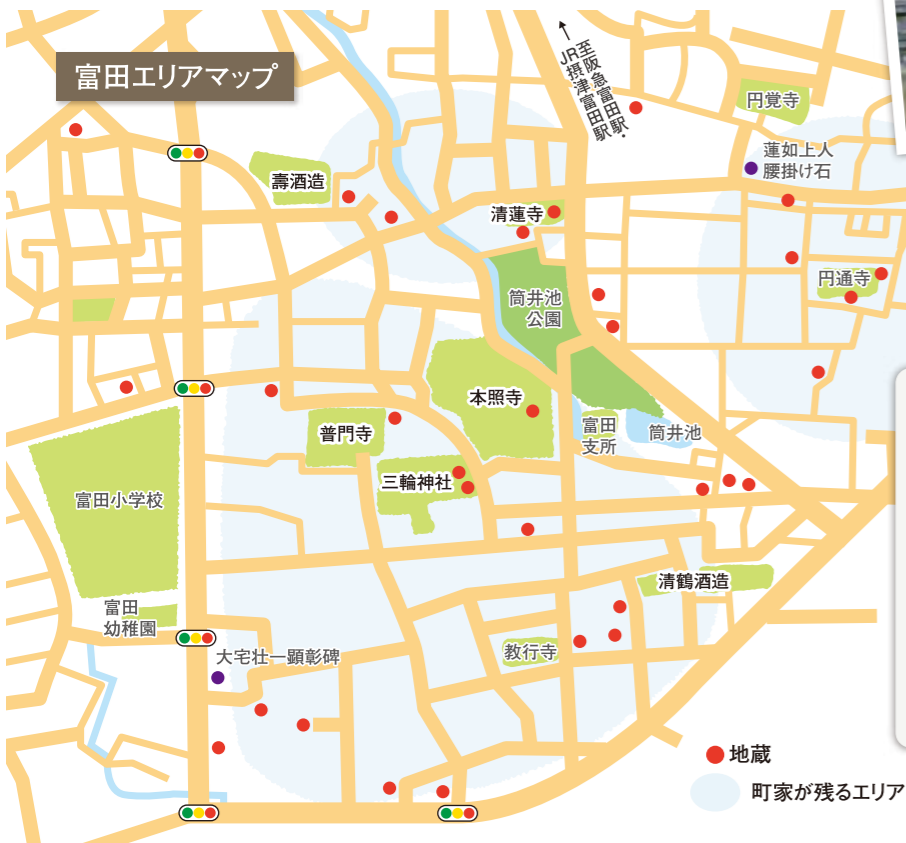 富田エリアマップ
至阪急富田駅・
JR摂津富田駅
円覚寺
蓮如上人
腰掛け石
壽酒造
清蓮寺
円通寺
筒井池
公園
本照寺
普門寺
富田
支所
筒井池
三輪神社
富田小学校
清鶴酒造
富田
幼稚園
教行寺
大宅壮一顕彰碑
地蔵
町家が残るエリア